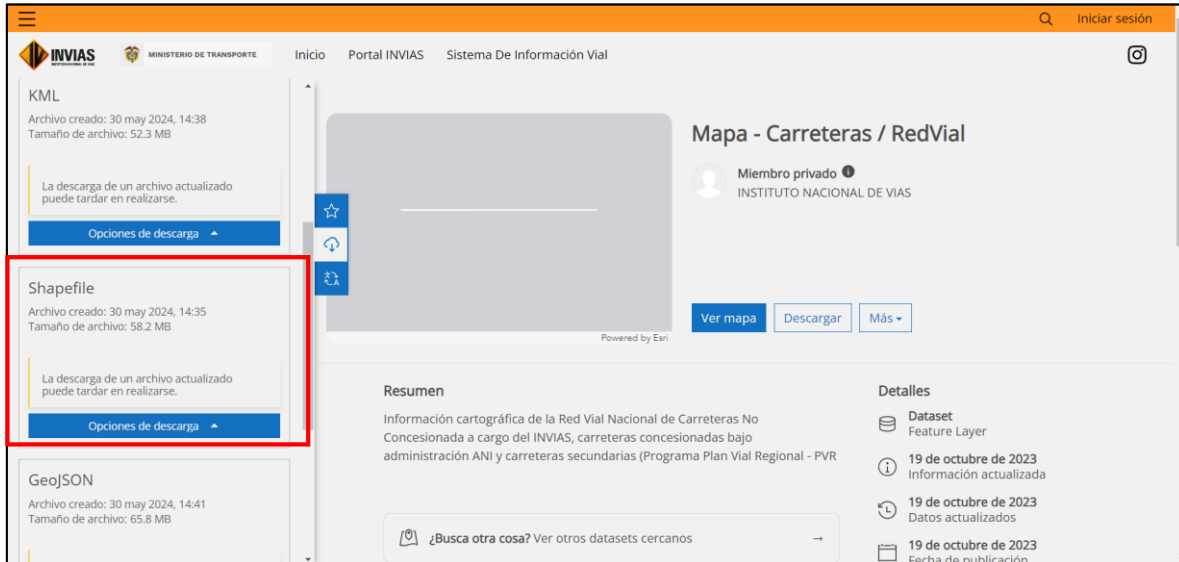 Iniciar sesión
INVIAS
MINISTERIO DE TRANSPORTE
Inicio
Portal INVIAS
Sistema De Información Vial
KML
Archivo creado: 30 may 2024, 14:38
Tamaño de archivo: 52.3 MB
La descarga de un archivo actualizado
puede tardar en realizarse.
Opciones de descarga
Shapefile
Archivo creado: 30 may 2024, 14:35
Tamaño de archivo: 58.2 MB
La descarga de un archivo actualizado
puede tardar en realizarse.
Opciones de descarga
GeoJSON
Archivo creado: 30 may 2024, 14:41
Tamaño de archivo: 65.8 MB
Powered by Esri
Mapa - Carreteras / RedVial
Miembro privado
INSTITUTO NACIONAL DE VIAS
Ver mapa
Descargar
Más
Resumen
Información cartográfica de la Red Vial Nacional de Carreteras No
Concesionada a cargo del INVIAS, carreteras concesionadas bajo
administración ANI y carreteras secundarias (Programa Plan Vial Regional - PVR
¿Busca otra cosa? Ver otros datasets cercanos →
Detalles
Dataset
Feature Layer
19 de octubre de 2023
Información actualizada
19 de octubre de 2023
Datos actualizados
19 de octubre de 2023
Fecha de publicación